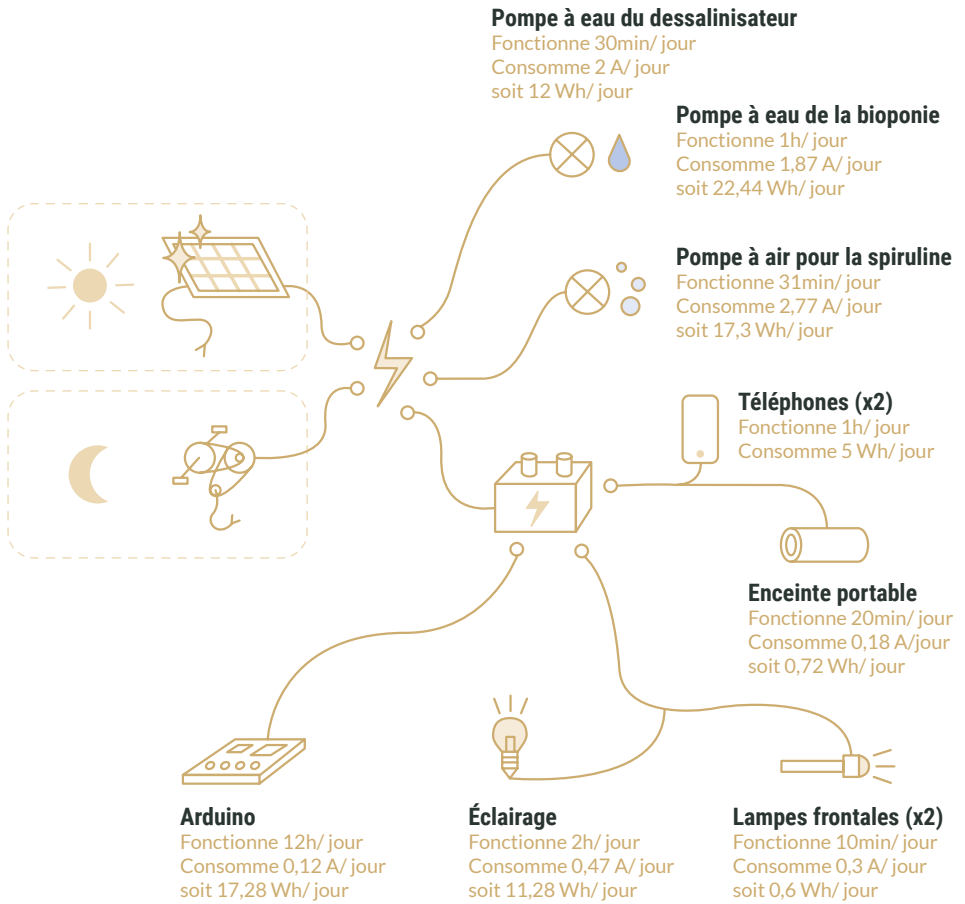 Pompe à eau du dessalinisateur
Fonctionne 30min/ jour
Consomme 2 A/ jour
soit 12 Wh/ jour
Pompe à eau de la bioponie
Fonctionne 1h/ jour
Consomme 1,87 A/ jour
soit 22,44 Wh/ jour
Pompe à air pour la spiruline
Fonctionne 31min/ jour
Consomme 2,77 A/ jour
soit 17,3 Wh/ jour
Téléphones (x2)
Fonctionne 1h/ jour
Consomme 5 Wh/ jour
Enceinte portable
Fonctionne 20min/ jour
Consomme 0,18 A/jour
soit 0,72 Wh/ jour
Arduino
Fonctionne 12h/ jour
Consomme 0,12 A/ jour
soit 17,28 Wh/ jour
Éclairage
Fonctionne 2h/ jour
Consomme 0,47 A/ jour
soit 11,28 Wh/ jour
Lampes frontales (x2)
Fonctionne 10min/ jour
Consomme 0,3 A/ jour
soit 0,6 Wh/ jour